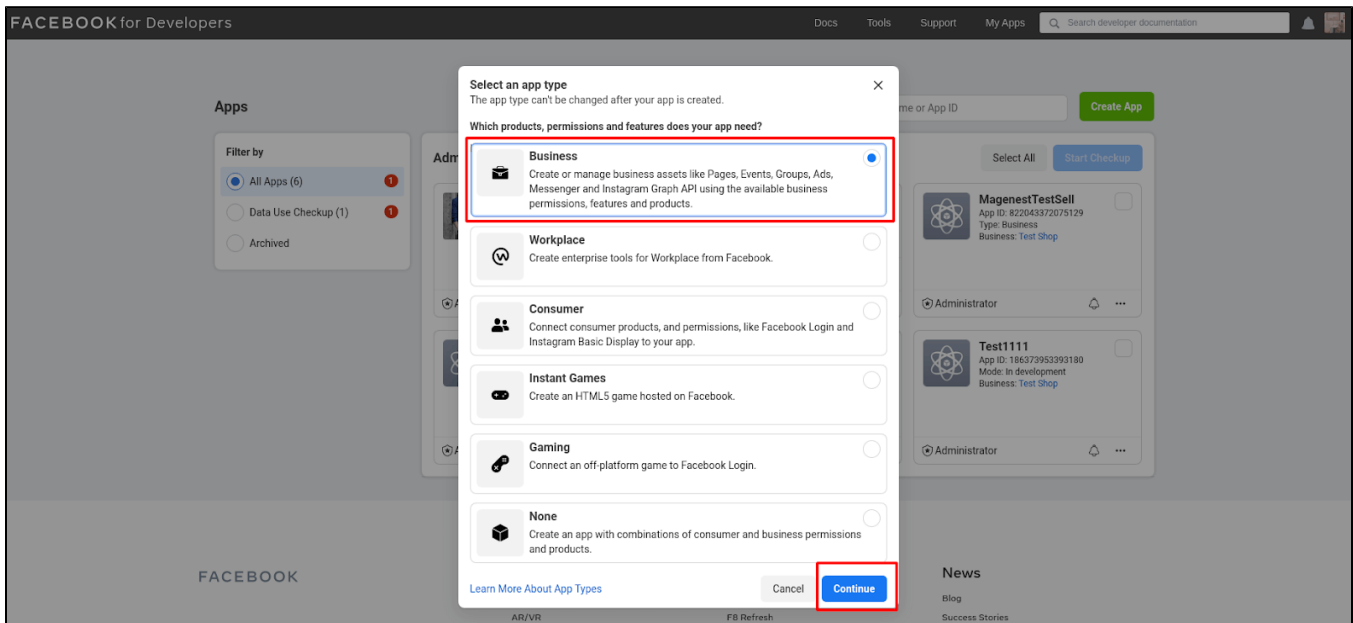 FACEBOOK for Developers
Docs
Tools
Support
My Apps
Search developer documentation
Apps
me or App ID
Create App
Filter by
All Apps (6)
1
Data Use Checkup (1)
1
Archived
Adm
Select All
Start Checkup
MagenestTestSell
App ID: 822043372075129
Type: Business
Business: Test Shop
Administrator
Test1111
App ID: 186373953393180
Mode: In development
Business: Test Shop
Administrator
Select an app type
The app type can't be changed after your app is created.
Which products, permissions and features does your app need?
Business
Create or manage business assets like Pages, Events, Groups, Ads,
Messenger and Instagram Graph API using the available business
permissions, features and products.
Workplace
Create enterprise tools for Workplace from Facebook.
Consumer
Connect consumer products, and permissions, like Facebook Login and
Instagram Basic Display to your app.
Instant Games
Create an HTML5 game hosted on Facebook.
Gaming
Connect an off-platform game to Facebook Login.
None
Create an app with combinations of consumer and business permissions
and products.
Learn More About App Types
Cancel
Continue
FACEBOOK
AR/VR
F8 Refresh
News
Blog
Success Stories